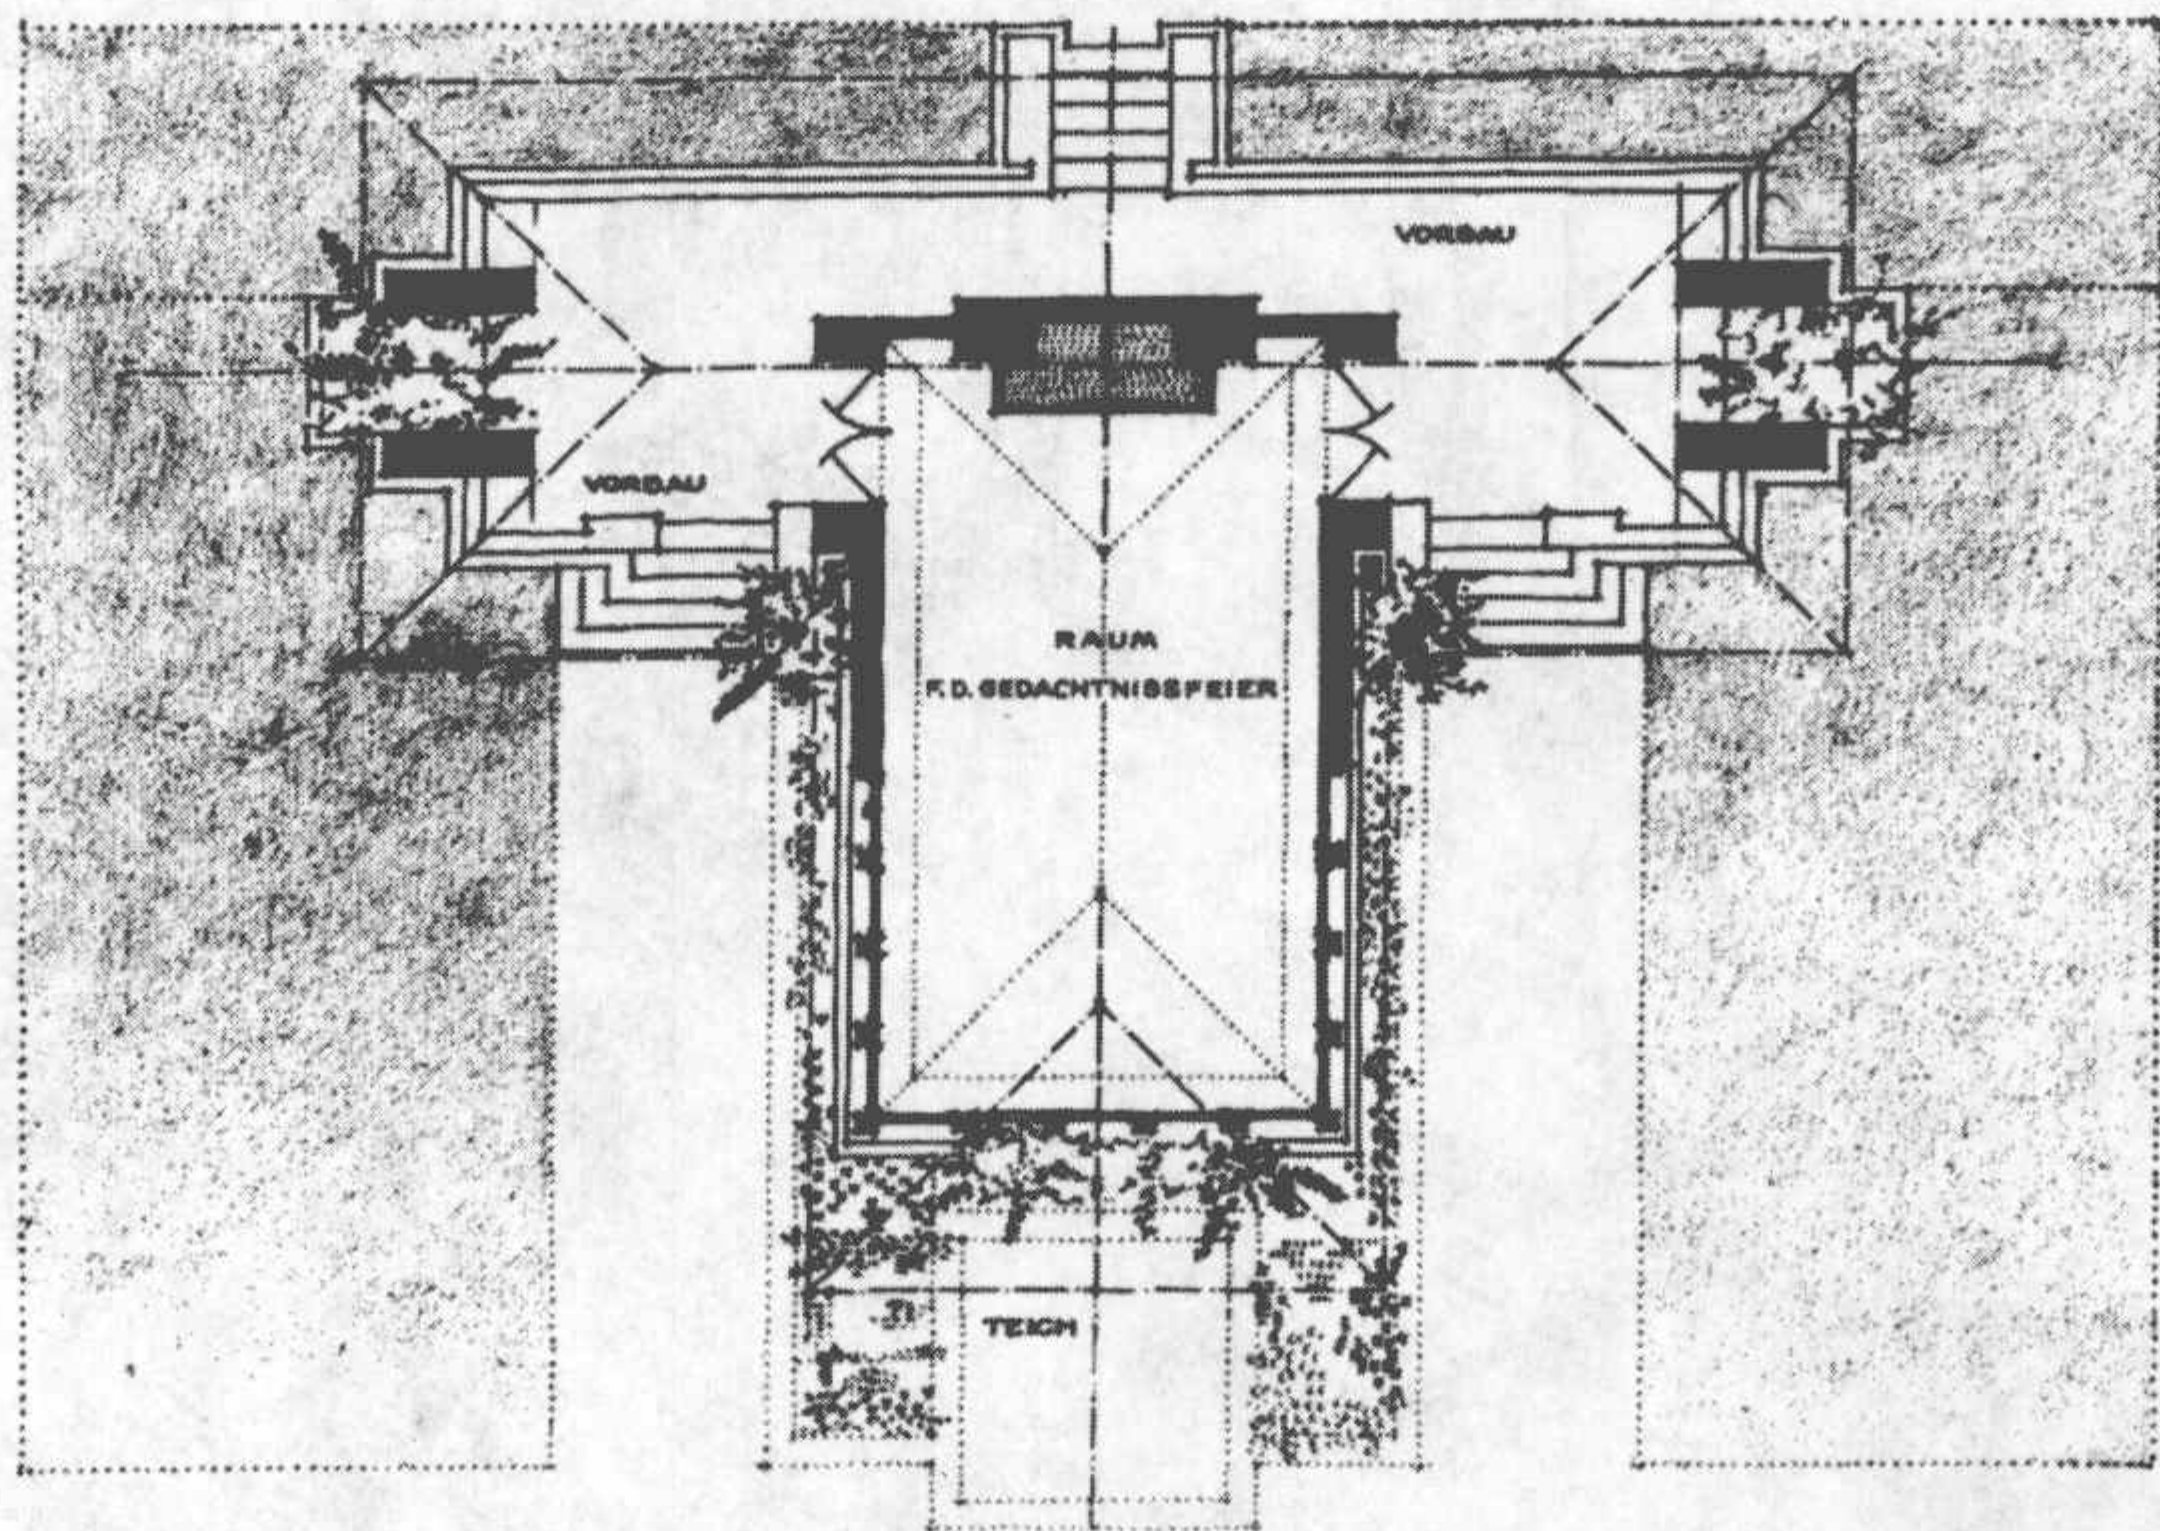 VORBAU
VORBAU
RAUM
F. D. GEDACHTNISSFEIER
TEICH